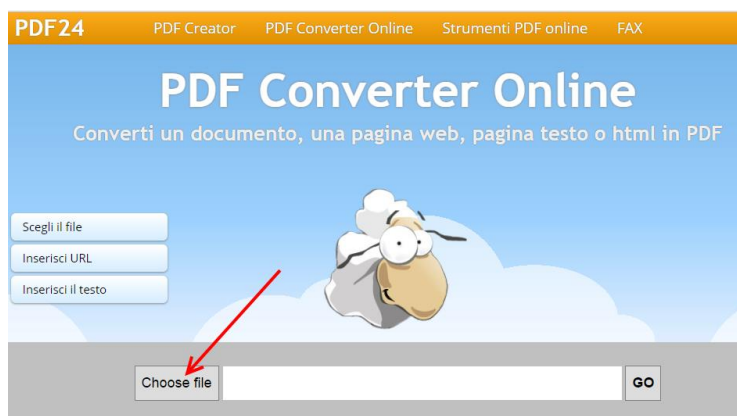 PDF24 PDF Creator PDF Converter Online Strumenti PDF online FAX
PDF Converter Online
Converti un documento, una pagina web, pagina testo o html in PDF
Scegli il file
Inserisci URL
Inserisci il testo
Choose file GO